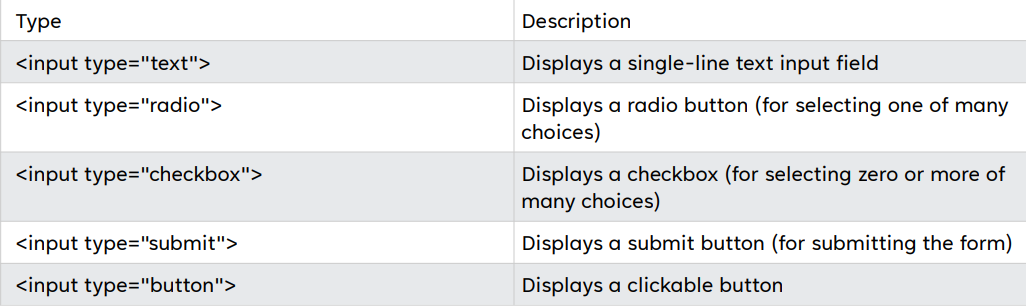 Type Description
<input type="text"> Displays a single-line text input field
<input type="radio"> Displays a radio button (for selecting one of many
choices)
<input type="checkbox"> Displays a checkbox (for selecting zero or more of
many choices)
<input type="submit"> Displays a submit button (for submitting the form)
<input type="button"> Displays a clickable button